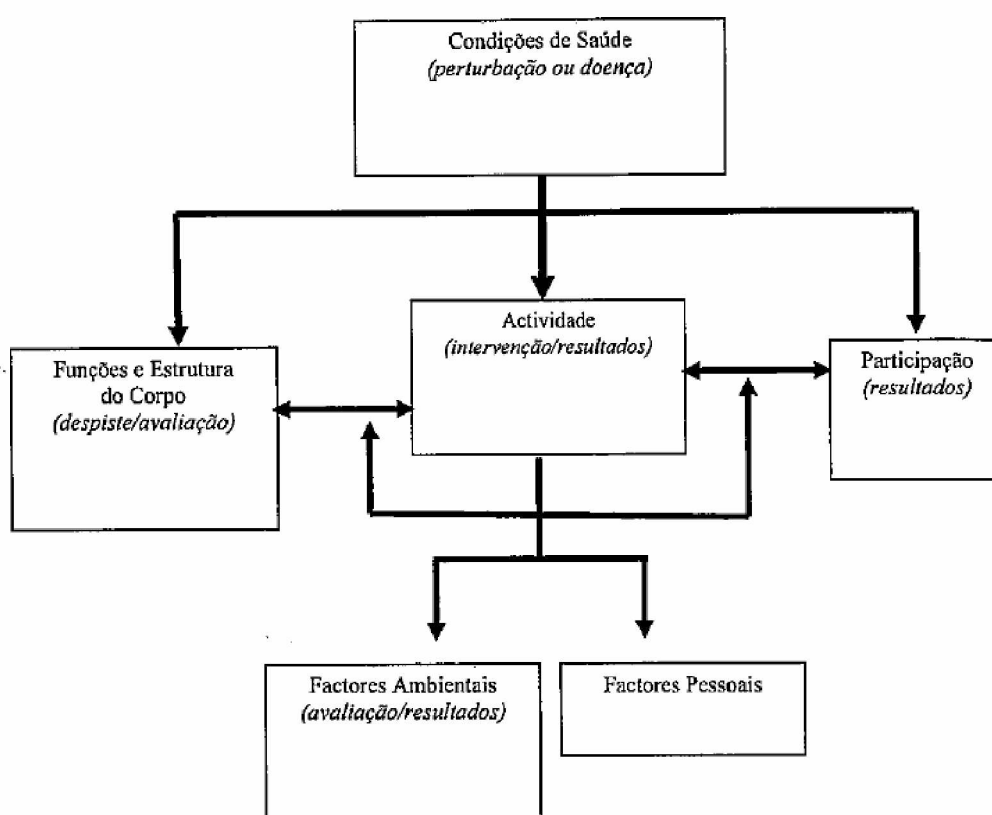 Condições de Saúde
(perturbação ou doença)
Actividade
(intervenção/resultados)
Funções e Estrutura
do Corpo
(despiste/avaliação)
Participação
(resultados)
Factores Ambientais
(avaliação/resultados)
Factores Pessoais